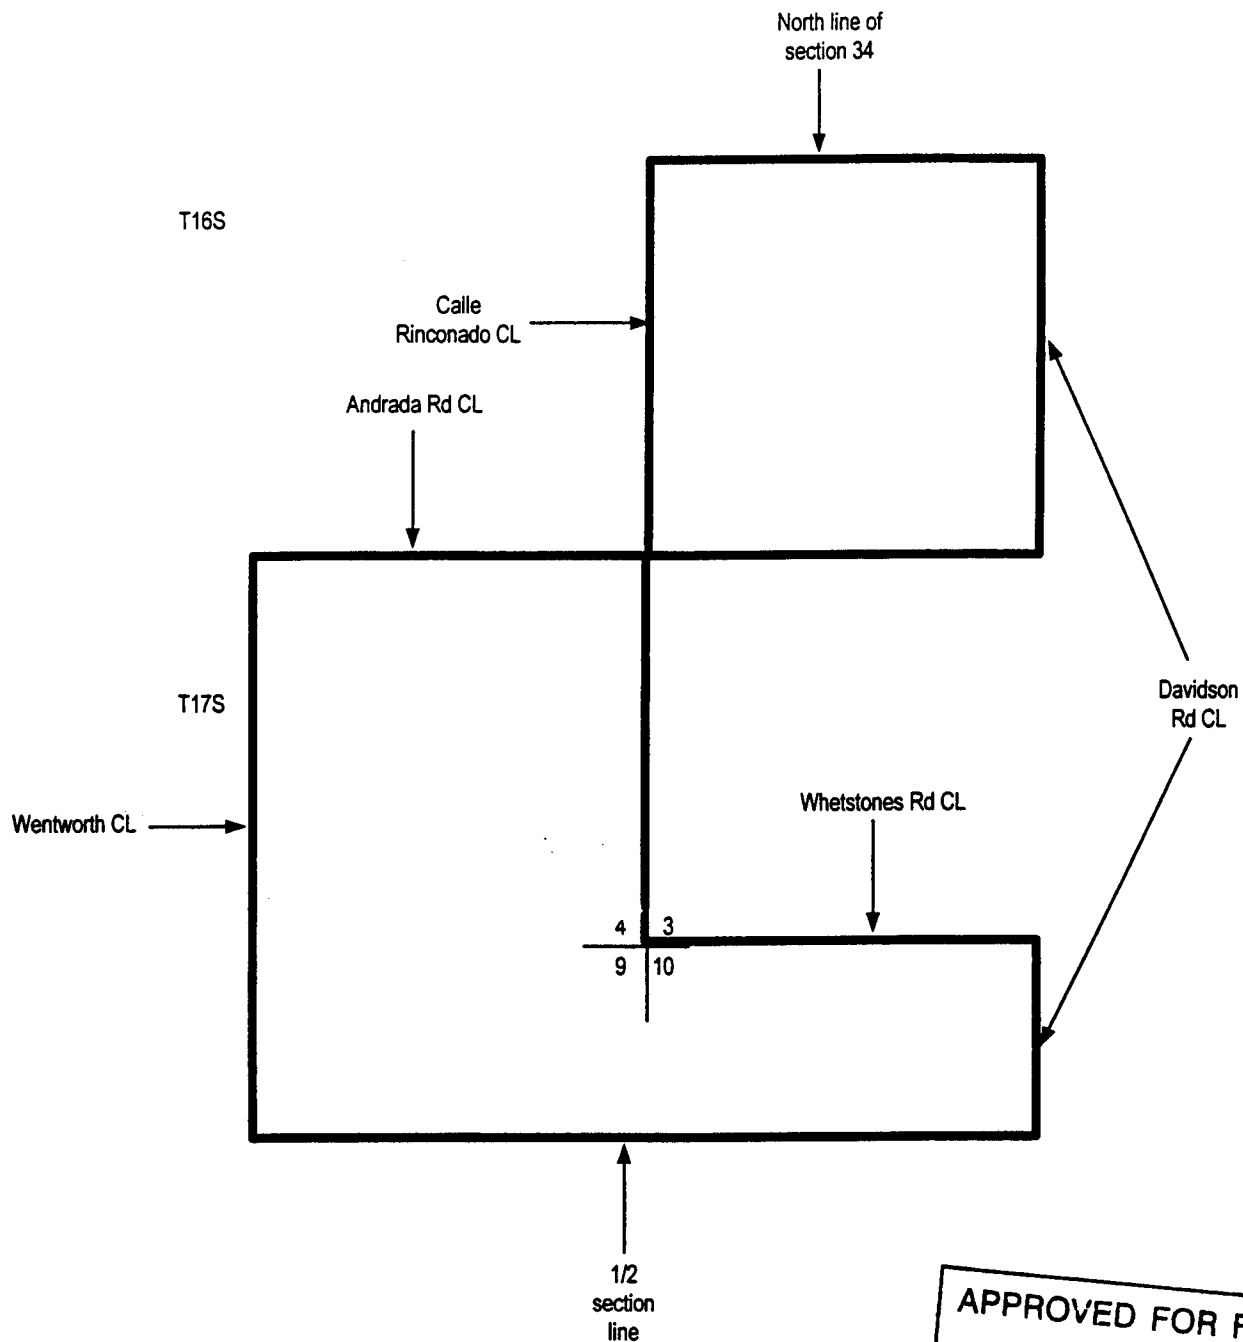 North line of
section 34
T16S
Calle
Rinconado CL
Andrada Rd CL
T17S
Davidson
Rd CL
Whetstones Rd CL
Wentworth CL
4 3
9 10
1/2
section
line
APPROVED FOR